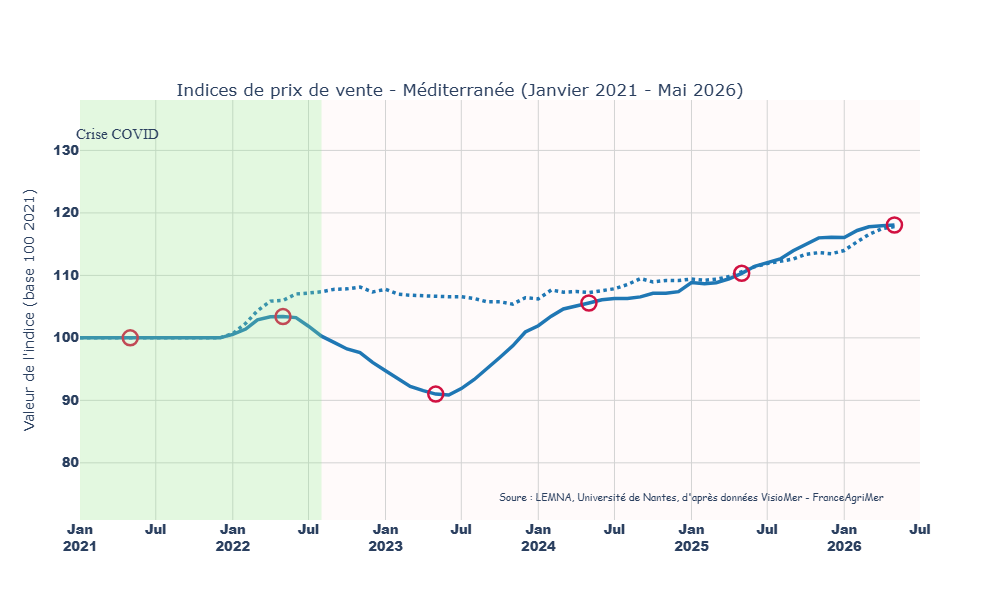 Indices de prix de vente - Méditerranée (Janvier 2021 - Mai 2026)
Crise COVID
Valeur de l'indice (base 100 2021)
130
120
110
100
90
80
Soure : LEMNA, Université de Nantes, d'après données VisioMer - FranceAgriMer
Jan Jul Jan Jul Jan Jul Jan Jul Jan Jul Jan Jul
2021 2022 2023 2024 2025 2026